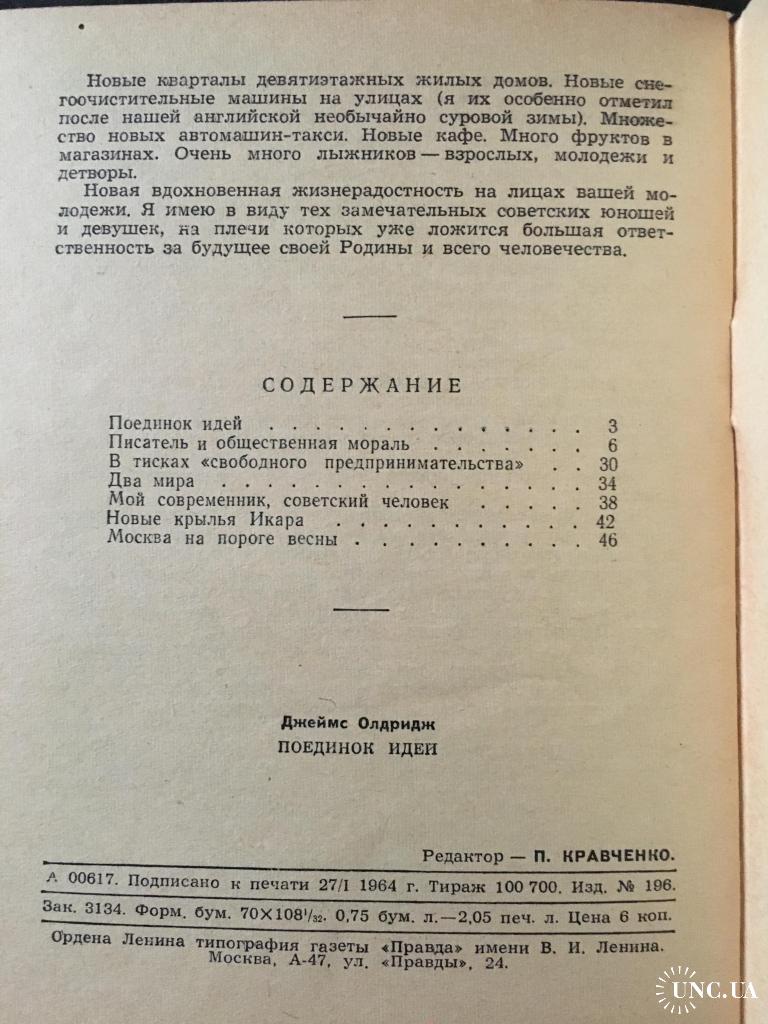 Новые кварталы девятиэтажных жилых домов. Новые сне-
гоочистительные машины на улицах (я их особенно отметил
после нашей английской необычайно суровой зимы). Множе-
ство новых автомашин-такси. Новые кафе. Много фруктов в
магазинах. Очень много лыжников — взрослых, молодежи и
детворы.
Новая вдохновенная жизнерадостность на лицах вашей мо-
лодежи. Я имею в виду тех замечательных советских юношей
и девушек, на плечи которых уже ложится большая ответ-
ственность за будущее своей Родины и всего человечества.
СОДЕРЖАНИЕ
Поединок идей . . . . . . . . . . . . . . 3
Писатель и общественная мораль . . . . . . . 6
В тисках «свободного предпринимательства» . . 30
Два мира . . . . . . . . . . . . . . . . 34
Мой современник, советский человек . . . . . 38
Новые крылья Икара . . . . . . . . . . . 42
Москва на пороге весны . . . . . . . . . . 46
Джеймс Олдридж
ПОЕДИНОК ИДЕЙ
Редактор — П. КРАВЧЕНКО.
А 00617. Подписано к печати 27/I 1964 г. Тираж 100 700. Изд. № 196.
Зак. 3134. Форм. бум. 70×108¹/₃₂. 0,75 бум. л.—2,05 печ. л. Цена 6 коп.
Ордена Ленина типография газеты «Правда» имени В. И. Ленина.
Москва, А-47, ул. «Правды», 24.
UNC.UA